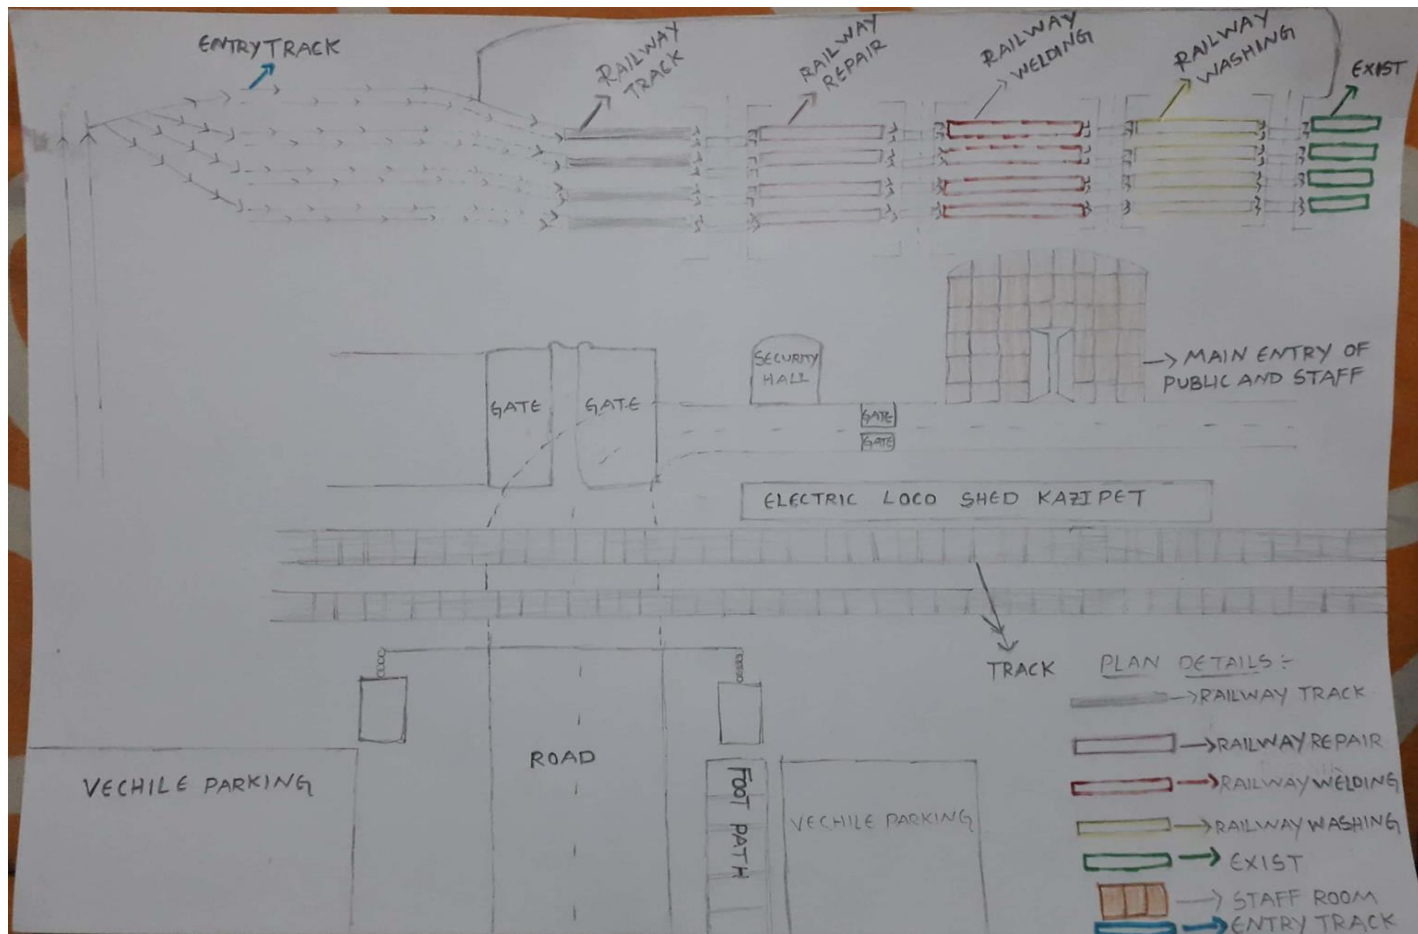 ENTRY TRACK
RAILWAY
TRACK
RAILWAY
REPAIR
RAILWAY
WELDING
RAILWAY
WASHING
EXIST
SECURITY
HALL
MAIN ENTRY OF
PUBLIC AND STAFF
GATE
GATE
GATE
GATE
ELECTRIC LOCO SHED KAZIPET
TRACK
ROAD
VECHILE PARKING
FOOT PATH
VECHILE PARKING
PLAN DETAILS :-
RAILWAY TRACK
RAILWAY REPAIR
RAILWAY WELDING
RAILWAY WASHING
EXIST
STAFF ROOM
ENTRY TRACK